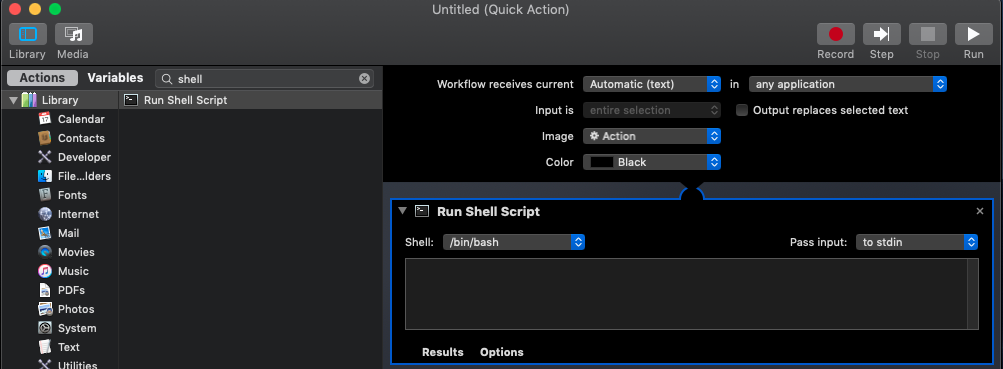 Untitled (Quick Action)
Library Media Record Step Stop Run
Actions Variables shell
Workflow receives current Automatic (text) in any application
Input is entire selection Output replaces selected text
Image Action
Color Black
Library
Calendar
Contacts
Developer
File...lders
Fonts
Internet
Mail
Movies
Music
PDFs
Photos
System
Text
Utilities
Run Shell Script
Run Shell Script
Shell: /bin/bash Pass input: to stdin
Results Options